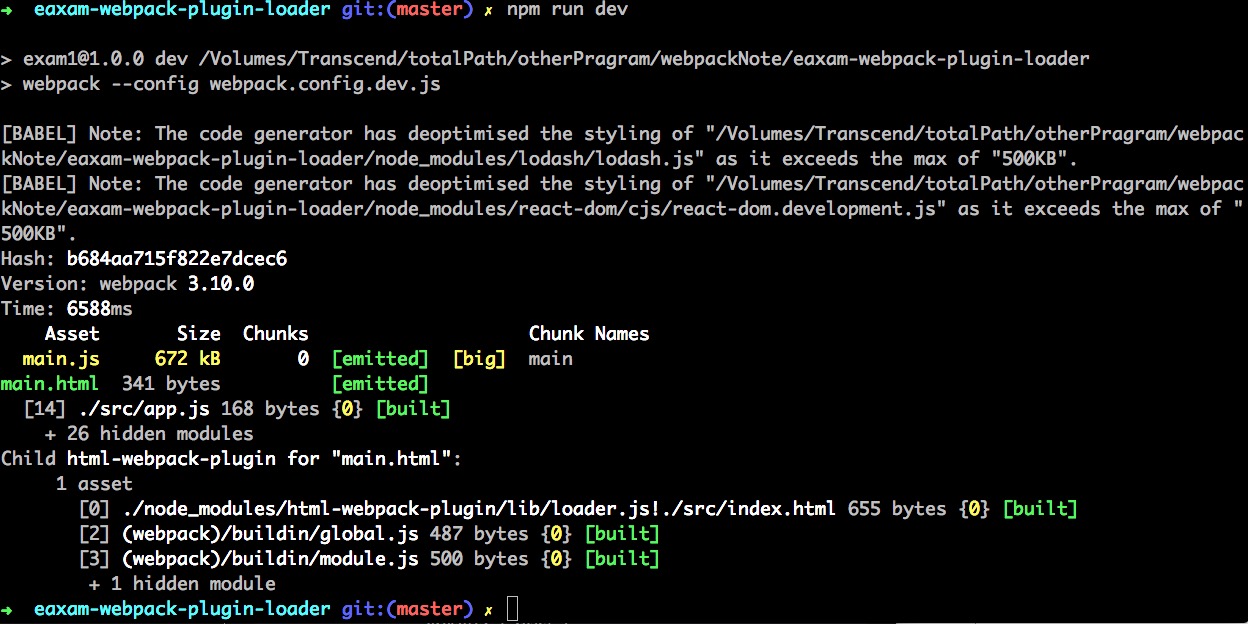 ➜ eaxam-webpack-plugin-loader git:(master) ✗ npm run dev
> exam1@1.0.0 dev /Volumes/Transcend/totalPath/otherPragram/webpackNote/eaxam-webpack-plugin-loader
> webpack --config webpack.config.dev.js
[BABEL] Note: The code generator has deoptimised the styling of "/Volumes/Transcend/totalPath/otherPragram/webpac
kNote/eaxam-webpack-plugin-loader/node_modules/lodash/lodash.js" as it exceeds the max of "500KB".
[BABEL] Note: The code generator has deoptimised the styling of "/Volumes/Transcend/totalPath/otherPragram/webpac
kNote/eaxam-webpack-plugin-loader/node_modules/react-dom/cjs/react-dom.development.js" as it exceeds the max of "
500KB".
Hash: b684aa715f822e7dcec6
Version: webpack 3.10.0
Time: 6588ms
Asset Size Chunks Chunk Names
main.js 672 kB 0 [emitted] [big] main
main.html 341 bytes [emitted]
[14] ./src/app.js 168 bytes {0} [built]
+ 26 hidden modules
Child html-webpack-plugin for "main.html":
1 asset
[0] ./node_modules/html-webpack-plugin/lib/loader.js!./src/index.html 655 bytes {0} [built]
[2] (webpack)/buildin/global.js 487 bytes {0} [built]
[3] (webpack)/buildin/module.js 500 bytes {0} [built]
+ 1 hidden module
➜ eaxam-webpack-plugin-loader git:(master) ✗